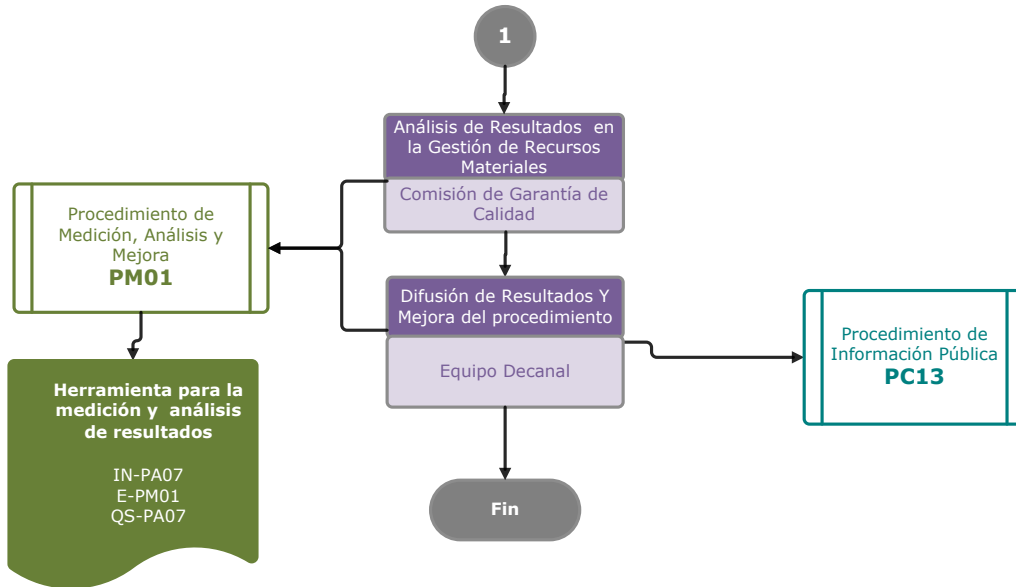 1
Análisis de Resultados en
la Gestión de Recursos
Materiales
Comisión de Garantía de
Calidad
Procedimiento de
Medición, Análisis y
Mejora
PM01
Difusión de Resultados Y
Mejora del procedimiento
Equipo Decanal
Procedimiento de
Información Pública
PC13
Herramienta para la
medición y análisis
de resultados
IN-PA07
E-PM01
QS-PA07
Fin